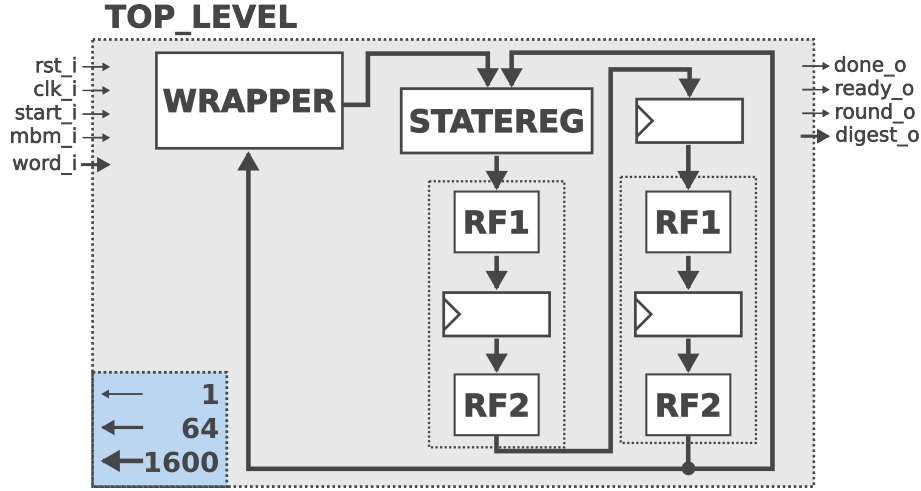 TOP_LEVEL
rst_i
clk_i
start_i
mbm_i
word_i
WRAPPER
STATEREG
done_o
ready_o
round_o
digest_o
RF1
RF1
RF2
RF2
1
64
1600